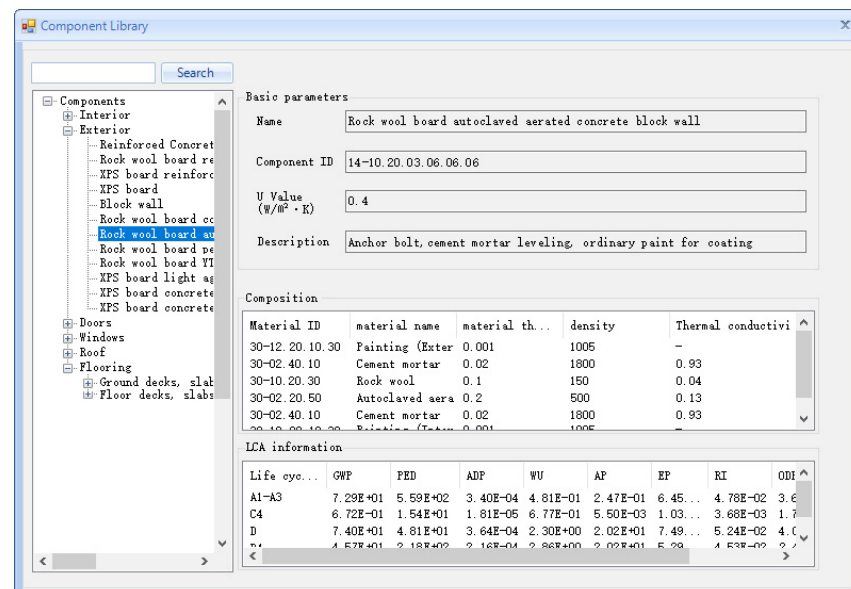 Component Library
Search
Components
Interior
Exterior
Reinforced Concret
Rock wool board re
XPS board reinforc
XPS board
Block wall
Rock wool board co
Rock wool board au
Rock wool board pe
Rock wool board YT
XPS board light ag
XPS board concrete
XPS board concrete
Doors
Windows
Roof
Flooring
Ground decks, slab
Floor decks, slabs
Basic parameters
Name Rock wool board autoclaved aerated concrete block wall
Component ID 14-10.20.03.06.06.06
U Value (W/m²·K) 0.4
Description Anchor bolt, cement mortar leveling, ordinary paint for coating
Composition
Material ID material name material th... density Thermal conductivi
30-12.20.10.30 Painting (Exter 0.001 1005 —
30-02.40.10 Cement mortar 0.02 1800 0.93
30-10.20.30 Rock wool 0.1 150 0.04
30-02.20.50 Autoclaved aera 0.2 500 0.13
30-02.40.10 Cement mortar 0.02 1800 0.93
LCA information
Life cyc... GWP PED ADP WU AP EP RI ODP
A1-A3 7.29E+01 5.59E+02 3.40E-04 4.81E-01 2.47E-01 6.45... 4.78E-02 3.6
C4 6.72E-01 1.54E+01 1.81E-05 6.77E-01 5.50E-03 1.03... 3.68E-03 1.7
D 7.40E+01 4.81E+01 3.64E-04 2.30E+00 2.02E+01 7.49... 5.24E-02 4.0